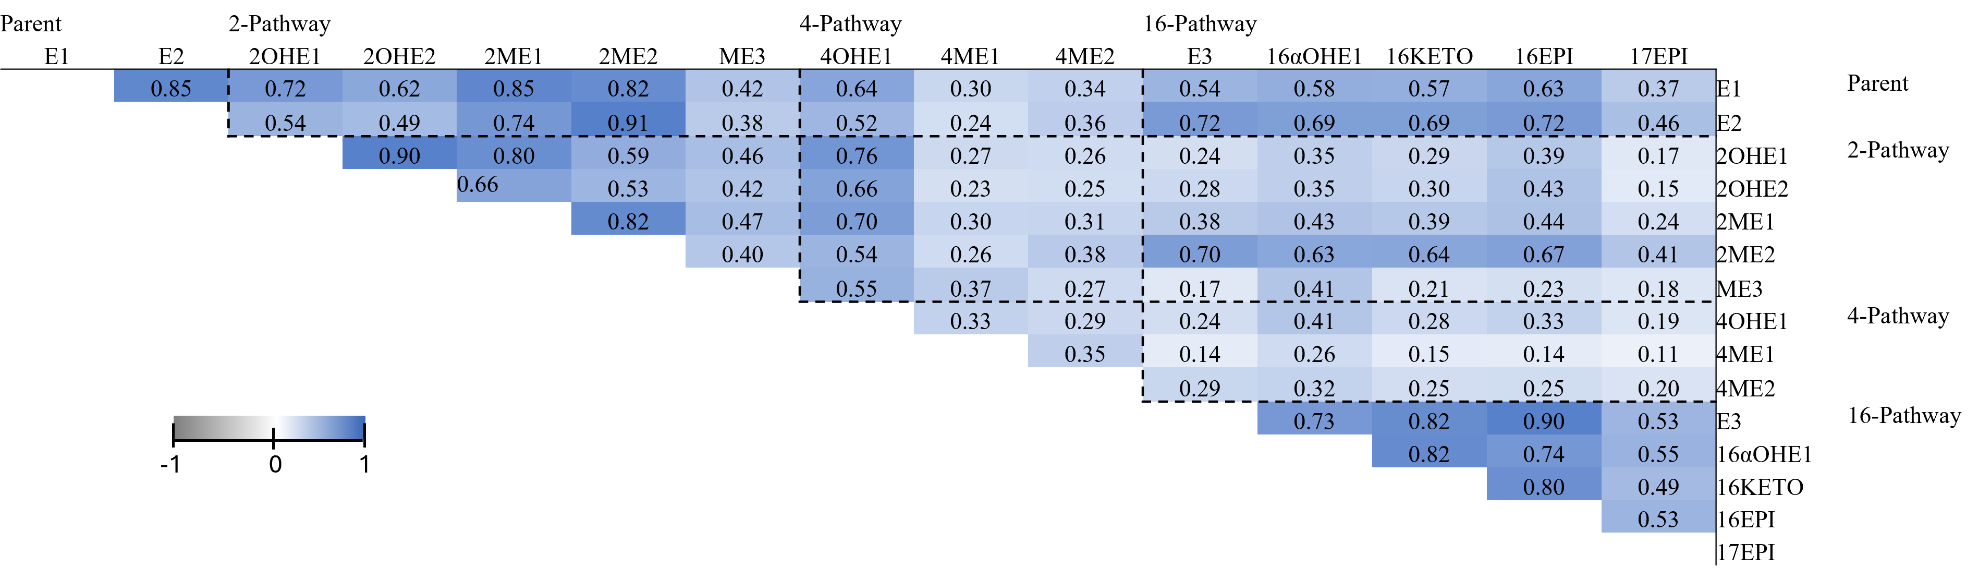 Parent 2-Pathway 4-Pathway 16-Pathway
E1 E2 2OHE1 2OHE2 2ME1 2ME2 ME3 4OHE1 4ME1 4ME2 E3 16αOHE1 16KETO 16EPI 17EPI
0.85 0.72 0.62 0.85 0.82 0.42 0.64 0.30 0.34 0.54 0.58 0.57 0.63 0.37 E1 Parent
0.54 0.49 0.74 0.91 0.38 0.52 0.24 0.36 0.72 0.69 0.69 0.72 0.46 E2
0.90 0.80 0.59 0.46 0.76 0.27 0.26 0.24 0.35 0.29 0.39 0.17 2OHE1 2-Pathway
0.66 0.53 0.42 0.66 0.23 0.25 0.28 0.35 0.30 0.43 0.15 2OHE2
0.82 0.47 0.70 0.30 0.31 0.38 0.43 0.39 0.44 0.24 2ME1
0.40 0.54 0.26 0.38 0.70 0.63 0.64 0.67 0.41 2ME2
0.55 0.37 0.27 0.17 0.41 0.21 0.23 0.18 ME3
0.33 0.29 0.24 0.41 0.28 0.33 0.19 4OHE1 4-Pathway
0.35 0.14 0.26 0.15 0.14 0.11 4ME1
0.29 0.32 0.25 0.25 0.20 4ME2
0.73 0.82 0.90 0.53 E3 16-Pathway
0.82 0.74 0.55 16αOHE1
0.80 0.49 16KETO
0.53 16EPI
17EPI
-1 0 1